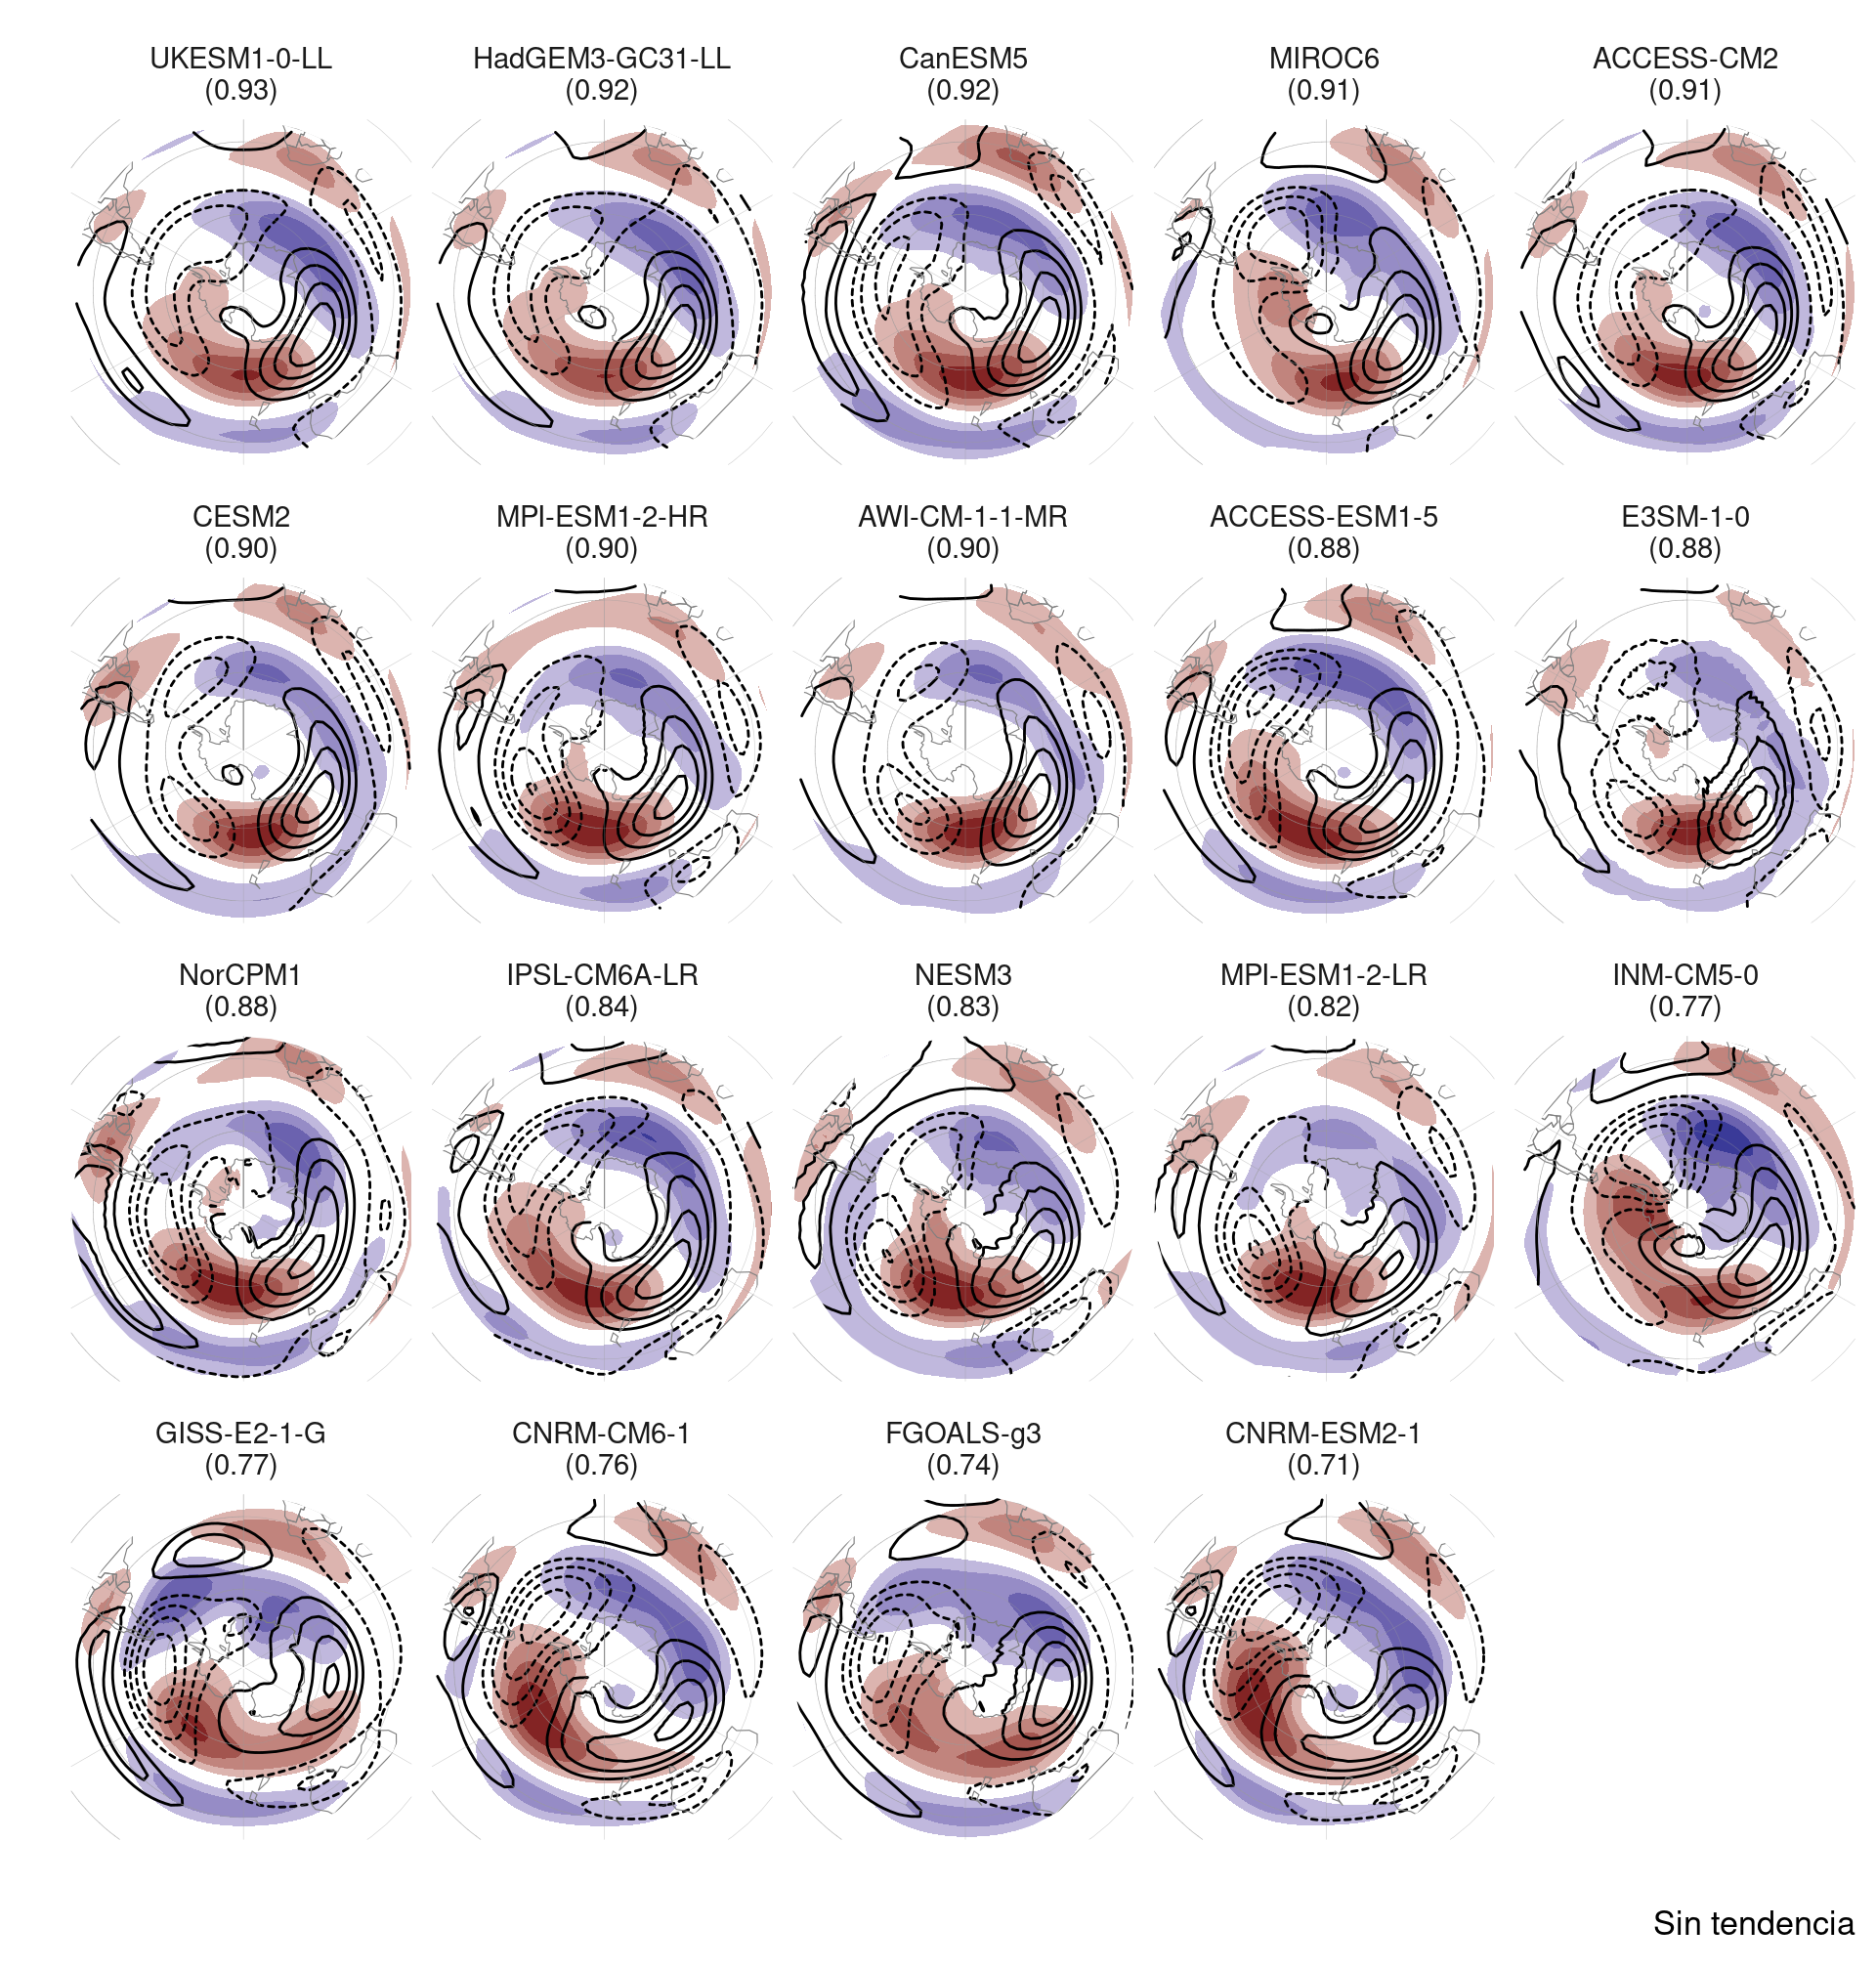 UKESM1-0-LL
(0.93)
HadGEM3-GC31-LL
(0.92)
CanESM5
(0.92)
MIROC6
(0.91)
ACCESS-CM2
(0.91)
CESM2
(0.90)
MPI-ESM1-2-HR
(0.90)
AWI-CM-1-1-MR
(0.90)
ACCESS-ESM1-5
(0.88)
E3SM-1-0
(0.88)
NorCPM1
(0.88)
IPSL-CM6A-LR
(0.84)
NESM3
(0.83)
MPI-ESM1-2-LR
(0.82)
INM-CM5-0
(0.77)
GISS-E2-1-G
(0.77)
CNRM-CM6-1
(0.76)
FGOALS-g3
(0.74)
CNRM-ESM2-1
(0.71)
Sin tendencia